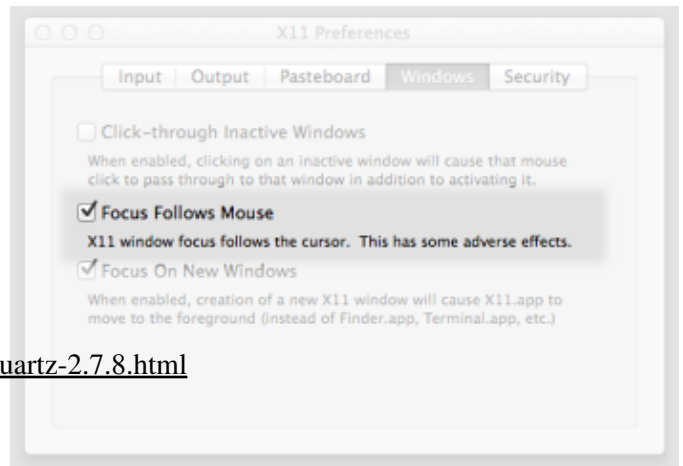 X11 Preferences
Input Output Pasteboard Windows Security
Click-through Inactive Windows
When enabled, clicking on an inactive window will cause that mouse
click to pass through to that window in addition to activating it.
Focus Follows Mouse
X11 window focus follows the cursor. This has some adverse effects.
Focus On New Windows
When enabled, creation of a new X11 window will cause X11.app to
move to the foreground (instead of Finder.app, Terminal.app, etc.)
uartz-2.7.8.html